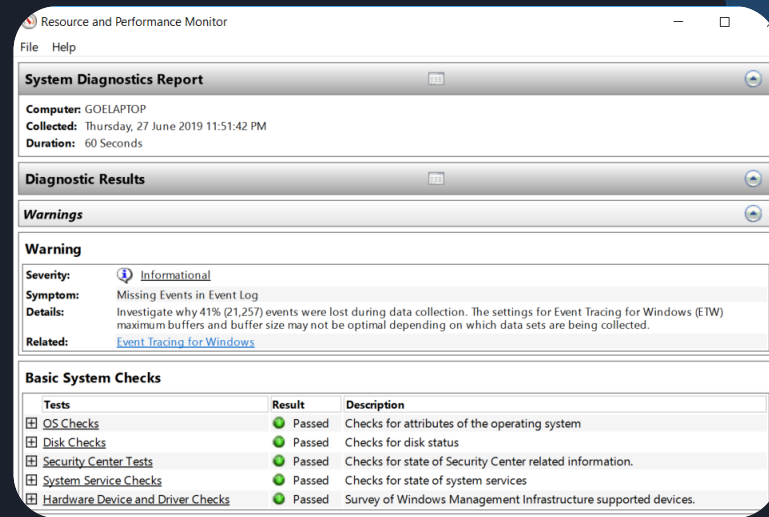 Resource and Performance Monitor
File Help
System Diagnostics Report
Computer: GOELAPTOP
Collected: Thursday, 27 June 2019 11:51:42 PM
Duration: 60 Seconds
Diagnostic Results
Warnings
Warning
Severity: Informational
Symptom: Missing Events in Event Log
Details: Investigate why 41% (21,257) events were lost during data collection. The settings for Event Tracing for Windows (ETW)
maximum buffers and buffer size may not be optimal depending on which data sets are being collected.
Related: Event Tracing for Windows
Basic System Checks
Tests Result Description
OS Checks Passed Checks for attributes of the operating system
Disk Checks Passed Checks for disk status
Security Center Tests Passed Checks for state of Security Center related information.
System Service Checks Passed Checks for state of system services
Hardware Device and Driver Checks Passed Survey of Windows Management Infrastructure supported devices.